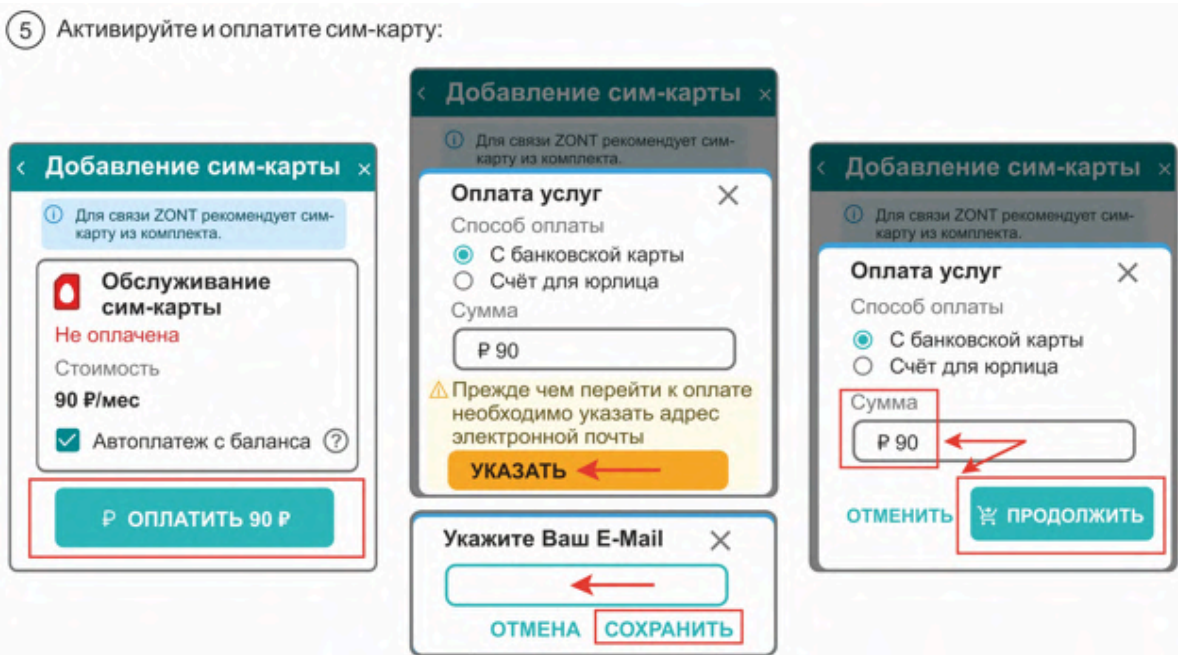 5 Активируйте и оплатите сим-карту:
< Добавление сим-карты ×
Для связи ZONT рекомендует сим-
карту из комплекта.
Обслуживание
сим-карты
Не оплачена
Стоимость
90 ₽/мес
Автоплатеж с баланса ?
₽ ОПЛАТИТЬ 90 ₽
< Добавление сим-карты ×
Для связи ZONT рекомендует сим-
карту из комплекта.
Оплата услуг
Способ оплаты
С банковской карты
Счёт для юрлица
Сумма
₽ 90
Прежде чем перейти к оплате
необходимо указать адрес
электронной почты
УКАЗАТЬ
Укажите Ваш E-Mail
ОТМЕНА СОХРАНИТЬ
< Добавление сим-карты ×
Для связи ZONT рекомендует сим-
карту из комплекта.
Оплата услуг
Способ оплаты
С банковской карты
Счёт для юрлица
Сумма
₽ 90
ОТМЕНИТЬ ПРОДОЛЖИТЬ